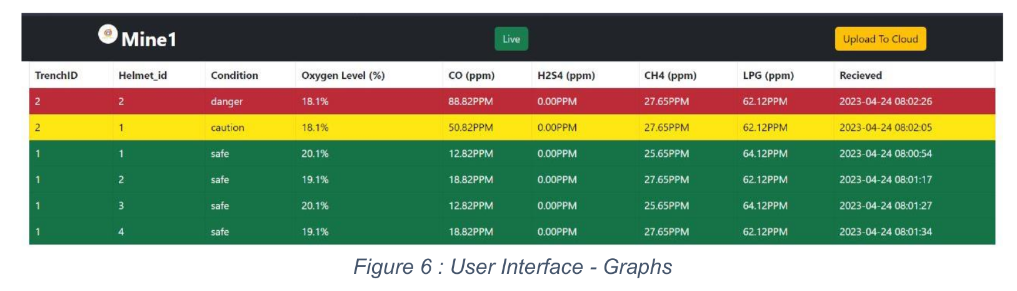 Mine1
Live
Upload To Cloud
TrenchID Helmet_id Condition Oxygen Level (%) CO (ppm) H2S4 (ppm) CH4 (ppm) LPG (ppm) Recieved
2 2 danger 18.1% 88.82PPM 0.00PPM 27.65PPM 62.12PPM 2023-04-24 08:02:26
2 1 caution 18.1% 50.82PPM 0.00PPM 27.65PPM 62.12PPM 2023-04-24 08:02:05
1 1 safe 20.1% 12.82PPM 0.00PPM 25.65PPM 64.12PPM 2023-04-24 08:00:54
1 2 safe 19.1% 18.82PPM 0.00PPM 27.65PPM 62.12PPM 2023-04-24 08:01:17
1 3 safe 20.1% 12.82PPM 0.00PPM 25.65PPM 64.12PPM 2023-04-24 08:01:27
1 4 safe 19.1% 18.82PPM 0.00PPM 27.65PPM 62.12PPM 2023-04-24 08:01:34
Figure 6 : User Interface - Graphs